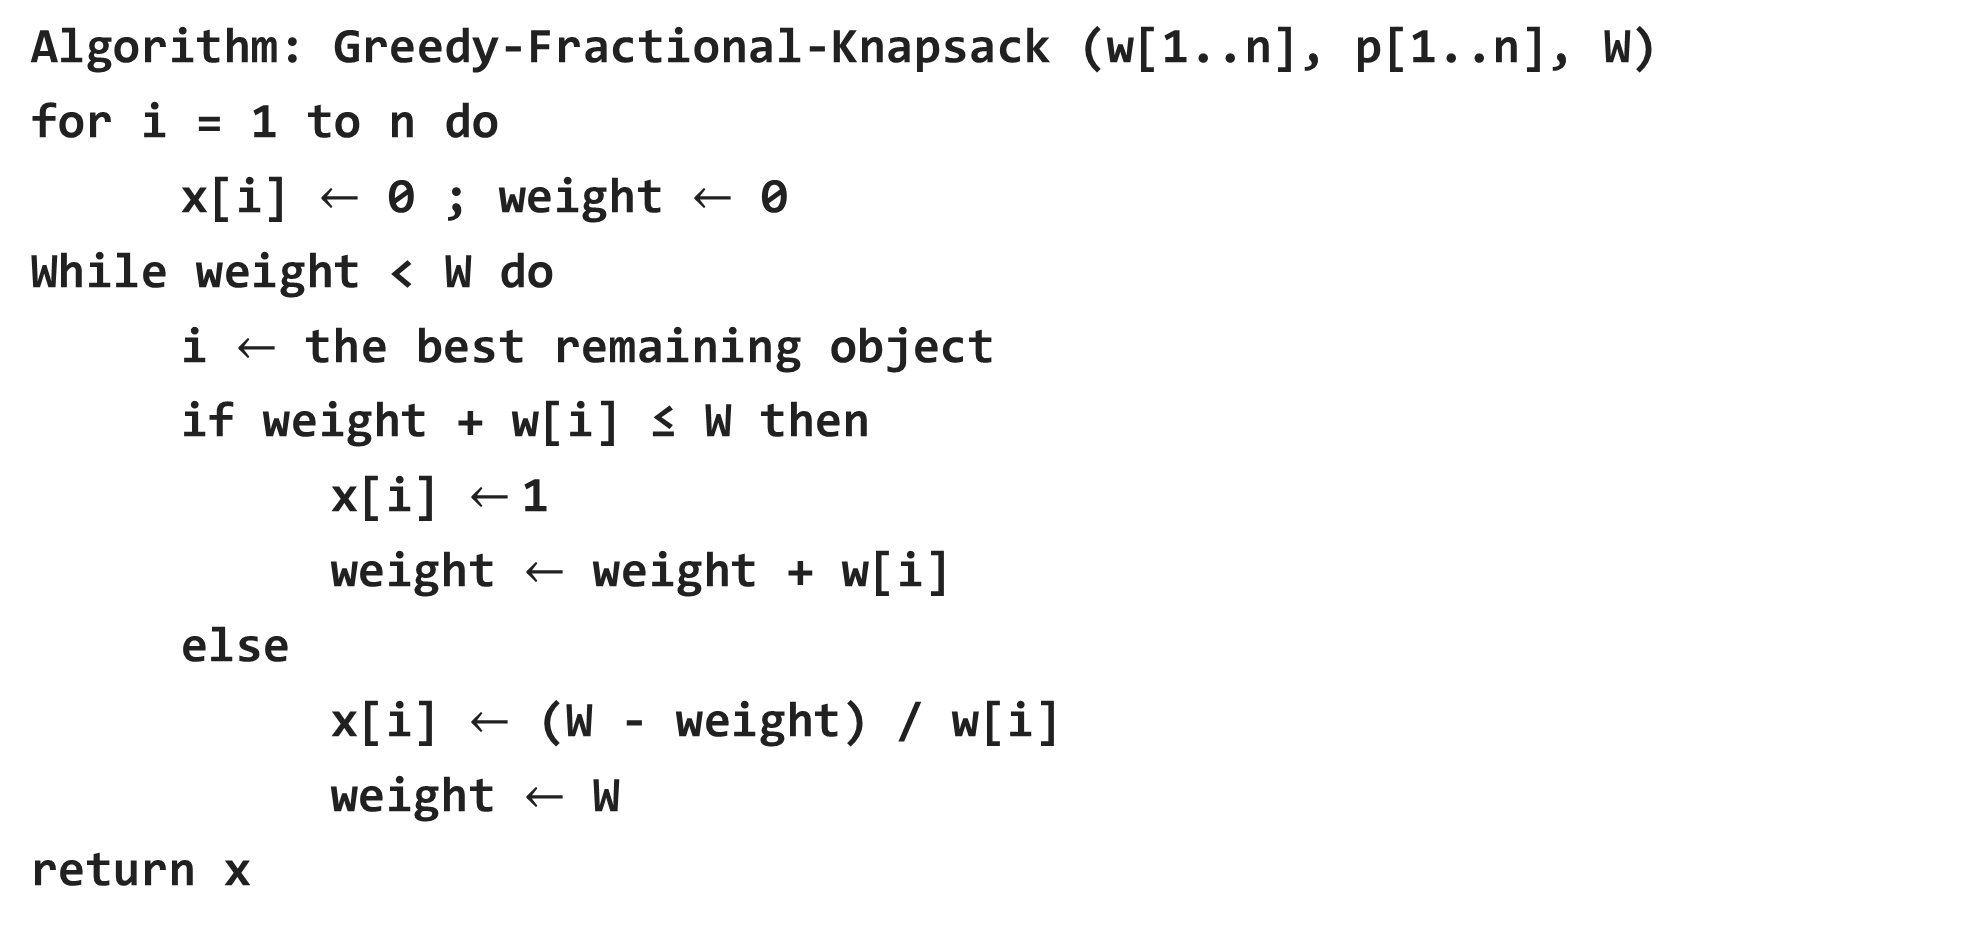 Algorithm: Greedy-Fractional-Knapsack (w[1..n], p[1..n], W)
for i = 1 to n do
x[i] ← 0 ; weight ← 0
While weight < W do
i ← the best remaining object
if weight + w[i] ≤ W then
x[i] ←1
weight ← weight + w[i]
else
x[i] ← (W - weight) / w[i]
weight ← W
return x